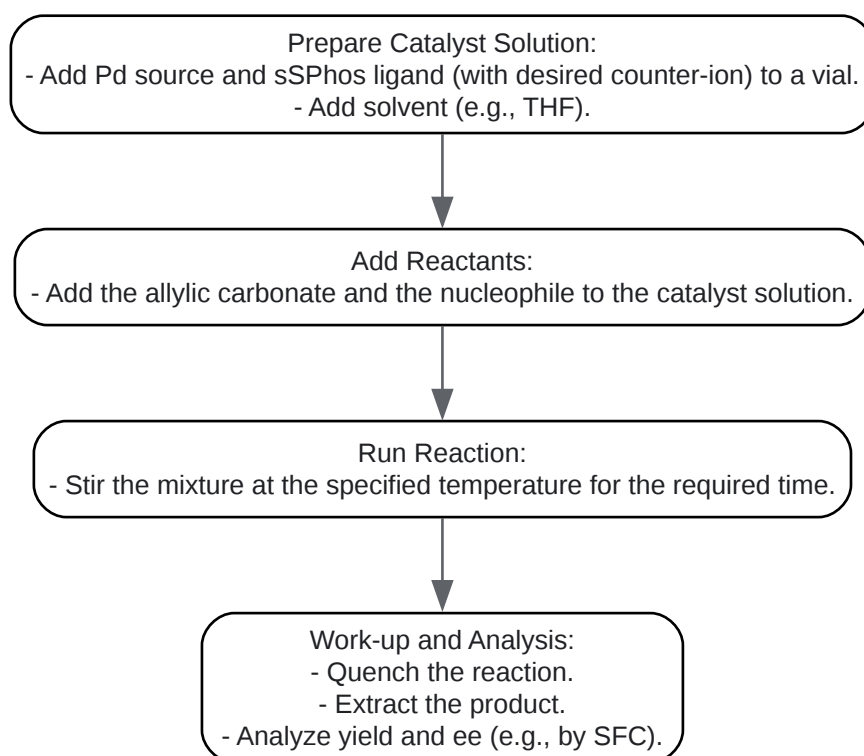 Prepare Catalyst Solution:
- Add Pd source and sSPhos ligand (with desired counter-ion) to a vial.
- Add solvent (e.g., THF).
Add Reactants:
- Add the allylic carbonate and the nucleophile to the catalyst solution.
Run Reaction:
- Stir the mixture at the specified temperature for the required time.
Work-up and Analysis:
- Quench the reaction.
- Extract the product.
- Analyze yield and ee (e.g., by SFC).